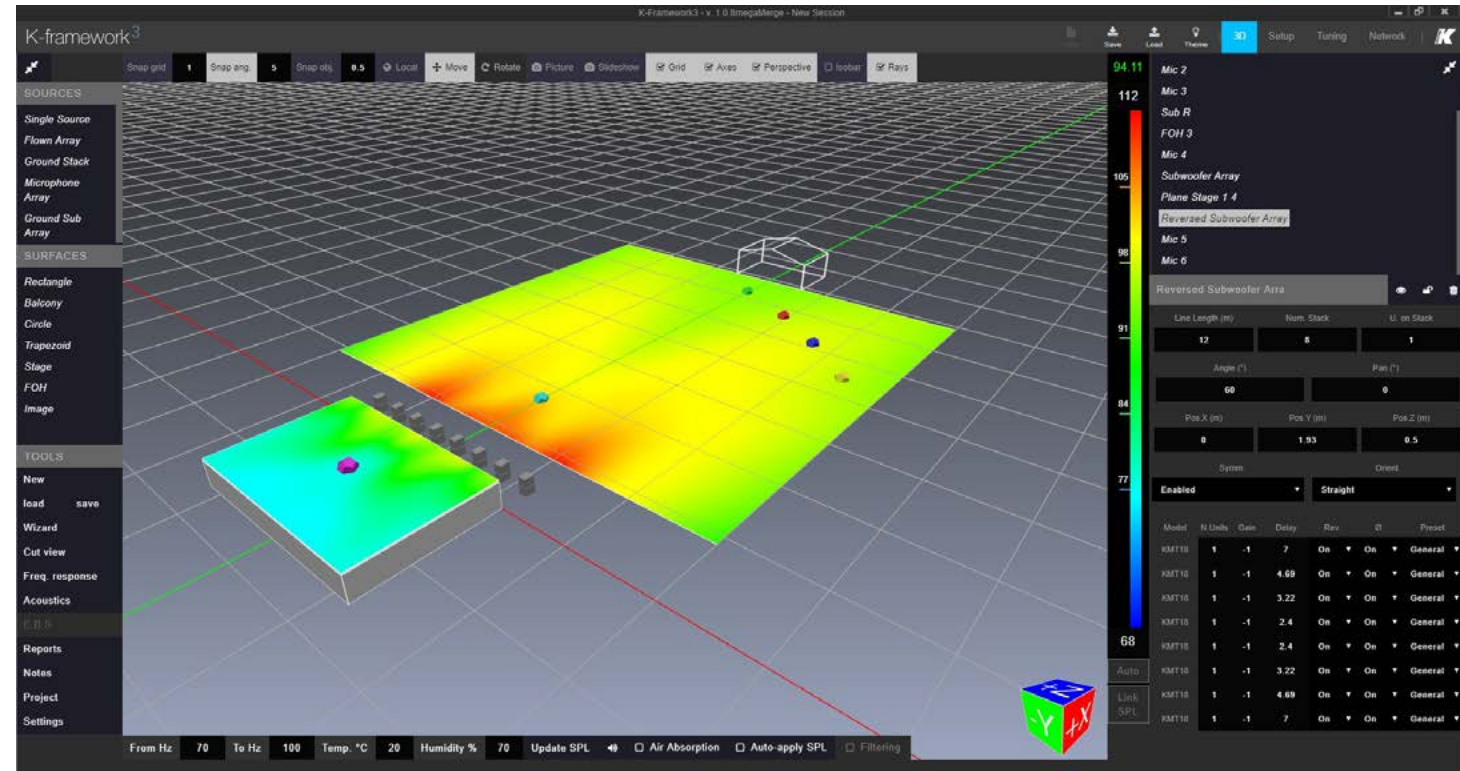 K-Framework3 - v. 1.0 8megaMerge - New Session
K-framework3
Save Load Theme 3D Setup Tuning Network K
Snap grid 1 Snap ang. 5 Snap obj. 0.5 Local Move Rotate Picture Slideshow Grid Axes Perspective Isobar Rays
SOURCES
Single Source
Flown Array
Ground Stack
Microphone
Array
Ground Sub
Array
SURFACES
Rectangle
Balcony
Circle
Trapezoid
Stage
FOH
Image
TOOLS
New
load save
Wizard
Cut view
Freq. response
Acoustics
E.B.S
Reports
Notes
Project
Settings
94.11
112
105
98
91
84
77
68
Auto
Link
SPL
+Z
-Y +X
From Hz 70 To Hz 100 Temp. °C 20 Humidity % 70 Update SPL Air Absorption Auto-apply SPL Filtering
Mic 2
Mic 3
Sub R
FOH 3
Mic 4
Subwoofer Array
Plane Stage 1 4
Reversed Subwoofer Array
Mic 5
Mic 6
Reversed Subwoofer Arra
Line Length (m) Num. Stack U. on Stack
12 8 1
Angle (°) Pan (°)
60 0
Pos.X (m) Pos.Y (m) Pos.Z (m)
0 1.93 0.5
Symm Orient
Enabled Straight
Model N.Units Gain Delay Rev Ø Preset
KMT18 1 -1 7 On On General
KMT18 1 -1 4.69 On On General
KMT18 1 -1 3.22 On On General
KMT18 1 -1 2.4 On On General
KMT18 1 -1 2.4 On On General
KMT18 1 -1 3.22 On On General
KMT18 1 -1 4.69 On On General
KMT18 1 -1 7 On On General